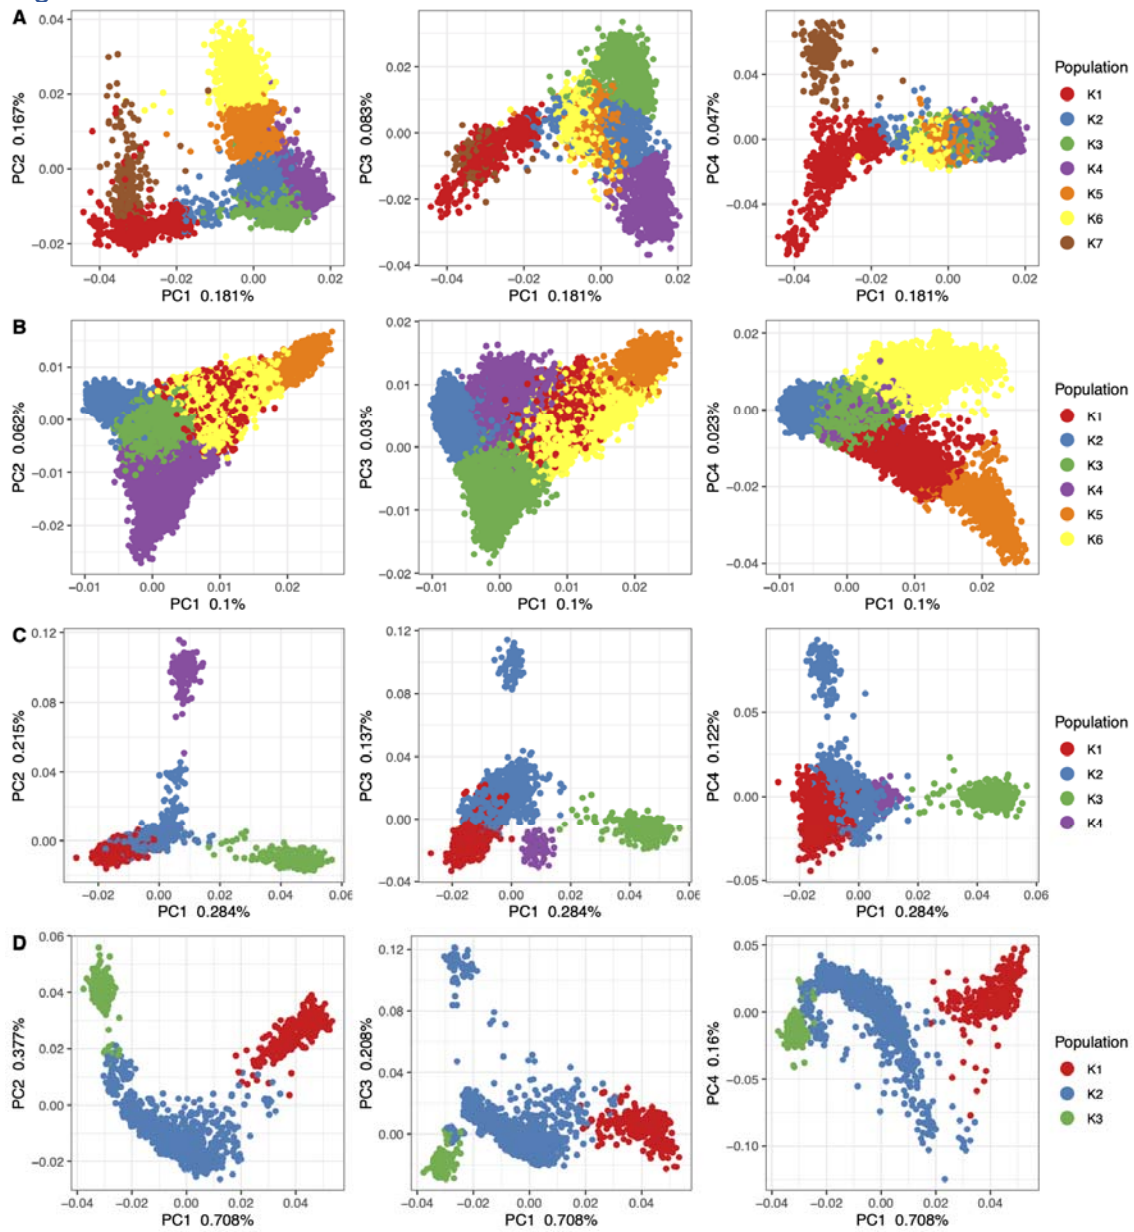 A
0.04
0.02
0.00
−0.02
PC2 0.167%
−0.04
−0.02
0.00
0.02
PC1 0.181%
0.02
0.00
−0.02
−0.04
PC3 0.083%
−0.04
−0.02
0.00
0.02
PC1 0.181%
0.04
0.00
−0.04
PC4 0.047%
−0.04
−0.02
0.00
0.02
PC1 0.181%
Population
K1
K2
K3
K4
K5
K6
K7
B
0.01
0.00
−0.01
−0.02
PC2 0.062%
−0.01
0.00
0.01
0.02
PC1 0.1%
0.02
0.01
0.00
−0.01
−0.02
PC3 0.03%
−0.01
0.00
0.01
0.02
PC1 0.1%
0.02
0.00
−0.02
−0.04
PC4 0.023%
−0.01
0.00
0.01
0.02
PC1 0.1%
Population
K1
K2
K3
K4
K5
K6
C
0.12
0.08
0.04
0.00
PC2 0.215%
−0.02
0.00
0.02
0.04
0.06
PC1 0.284%
0.12
0.08
0.04
0.00
−0.04
PC3 0.137%
−0.02
0.00
0.02
0.04
0.06
PC1 0.284%
0.05
0.00
−0.05
PC4 0.122%
−0.02
0.00
0.02
0.04
0.06
PC1 0.284%
Population
K1
K2
K3
K4
D
0.06
0.04
0.02
0.00
−0.02
PC2 0.377%
−0.04
−0.02
0.00
0.02
0.04
PC1 0.708%
0.12
0.08
0.04
0.00
PC3 0.208%
−0.04
−0.02
0.00
0.02
0.04
PC1 0.708%
0.05
0.00
−0.05
−0.10
PC4 0.16%
−0.04
−0.02
0.00
0.02
0.04
PC1 0.708%
Population
K1
K2
K3